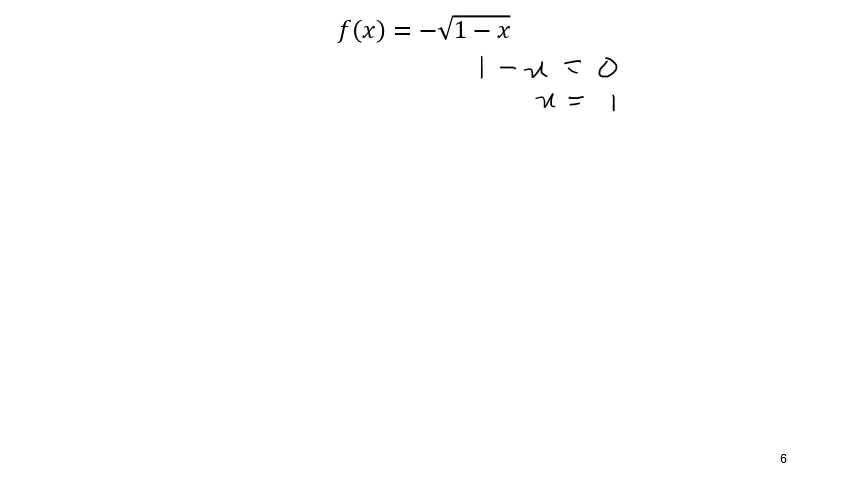 f(x) = −√1 − x
1 − x = 0
x = 1
6